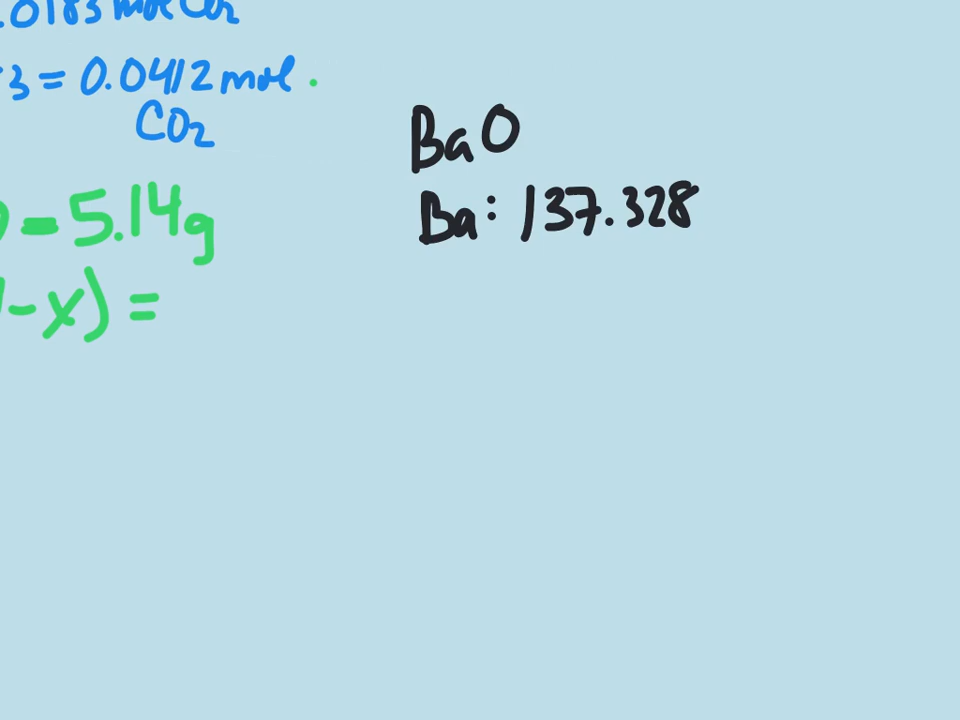 .0183 mol CO2
3 = 0.0412 mol .
CO2
BaO
= 5.14g
Ba: 137.328
-x) =